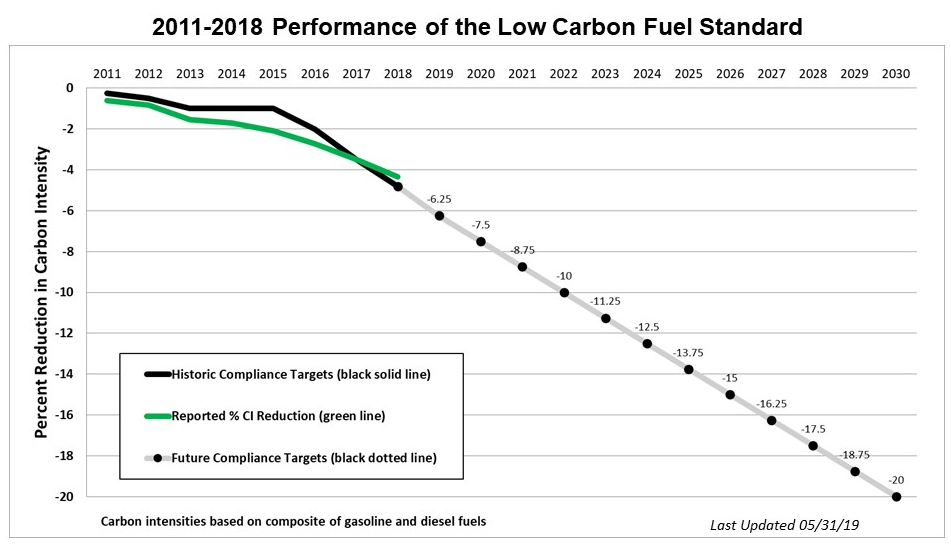 2011-2018 Performance of the Low Carbon Fuel Standard
2011 2012 2013 2014 2015 2016 2017 2018 2019 2020 2021 2022 2023 2024 2025 2026 2027 2028 2029 2030
Percent Reduction in Carbon Intensity
0
-2
-4
-6
-8
-10
-12
-14
-16
-18
-20
-6.25
-7.5
-8.75
-10
-11.25
-12.5
-13.75
-15
-16.25
-17.5
-18.75
-20
Historic Compliance Targets (black solid line)
Reported % CI Reduction (green line)
Future Compliance Targets (black dotted line)
Carbon intensities based on composite of gasoline and diesel fuels
Last Updated 05/31/19